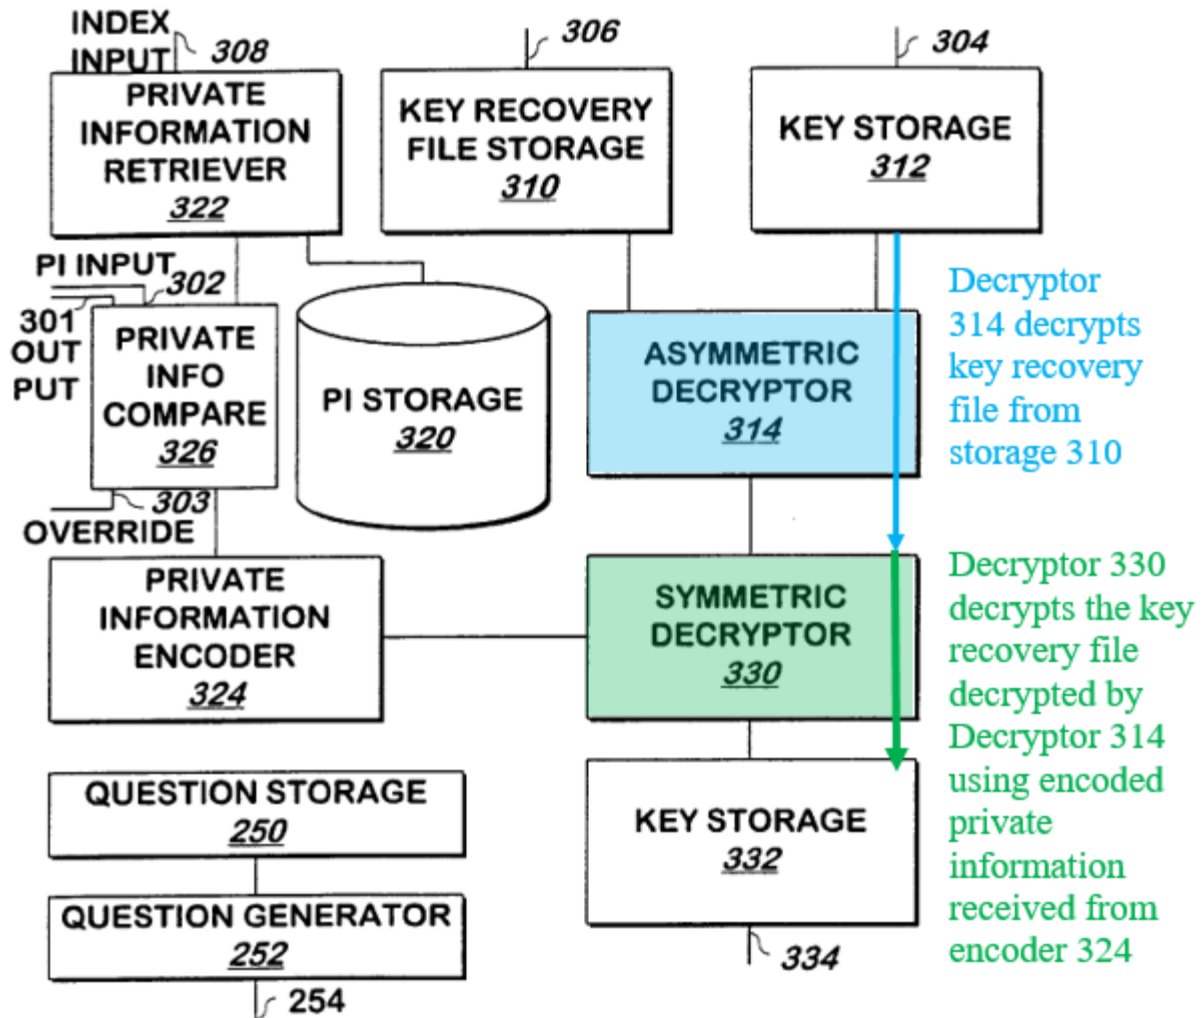 INDEX
INPUT
308
306
304
PRIVATE
INFORMATION
RETRIEVER
322
KEY RECOVERY
FILE STORAGE
310
KEY STORAGE
312
PI INPUT
302
301
OUT
PUT
PRIVATE
INFO
COMPARE
326
303
OVERRIDE
PI STORAGE
320
ASYMMETRIC
DECRYPTOR
314
Decryptor
314 decrypts
key recovery
file from
storage 310
PRIVATE
INFORMATION
ENCODER
324
SYMMETRIC
DECRYPTOR
330
Decryptor 330
decrypts the key
recovery file
decrypted by
Decryptor 314
using encoded
private
information
received from
encoder 324
QUESTION STORAGE
250
QUESTION GENERATOR
252
254
KEY STORAGE
332
334